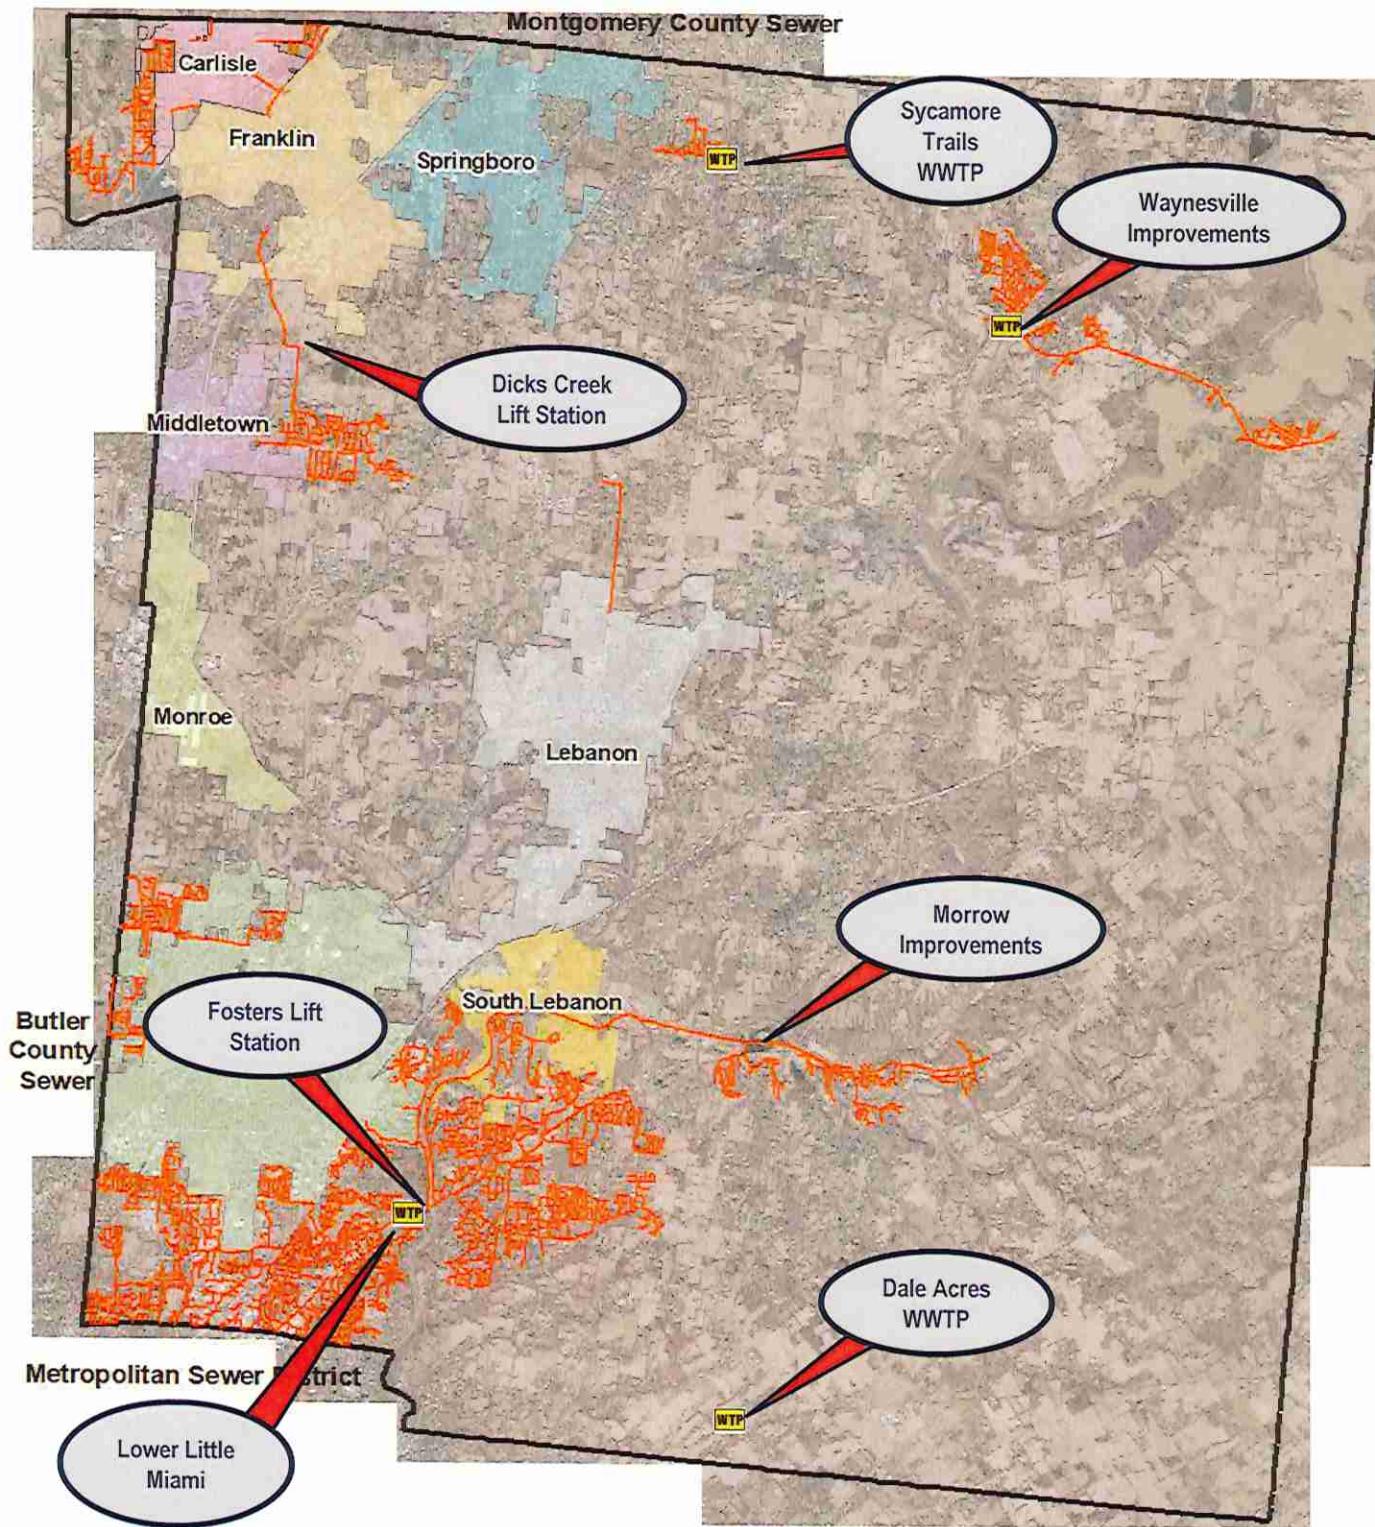 Montgomery County Sewer
Carlisle
Franklin
Springboro
WTP
Sycamore
Trails
WWTP
Waynesville
Improvements
WTP
Dicks Creek
Lift Station
Middletown
Monroe
Lebanon
Morrow
Improvements
South Lebanon
Fosters Lift
Station
Butler
County
Sewer
WTP
Dale Acres
WWTP
Metropolitan Sewer strict
WTP
Lower Little
Miami